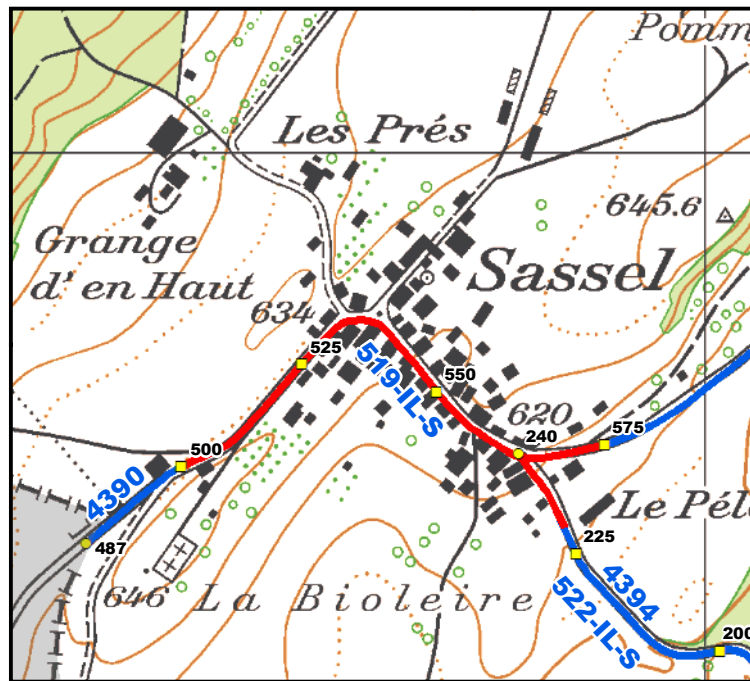 Pomm
Les Prés
645.6
Grange
d'en Haut
Sassel
634
525
519-IL-S
550
620
575
240
500
4390
487
Le Pél
225
4394
522-IL-S
646
La Bioleire
200